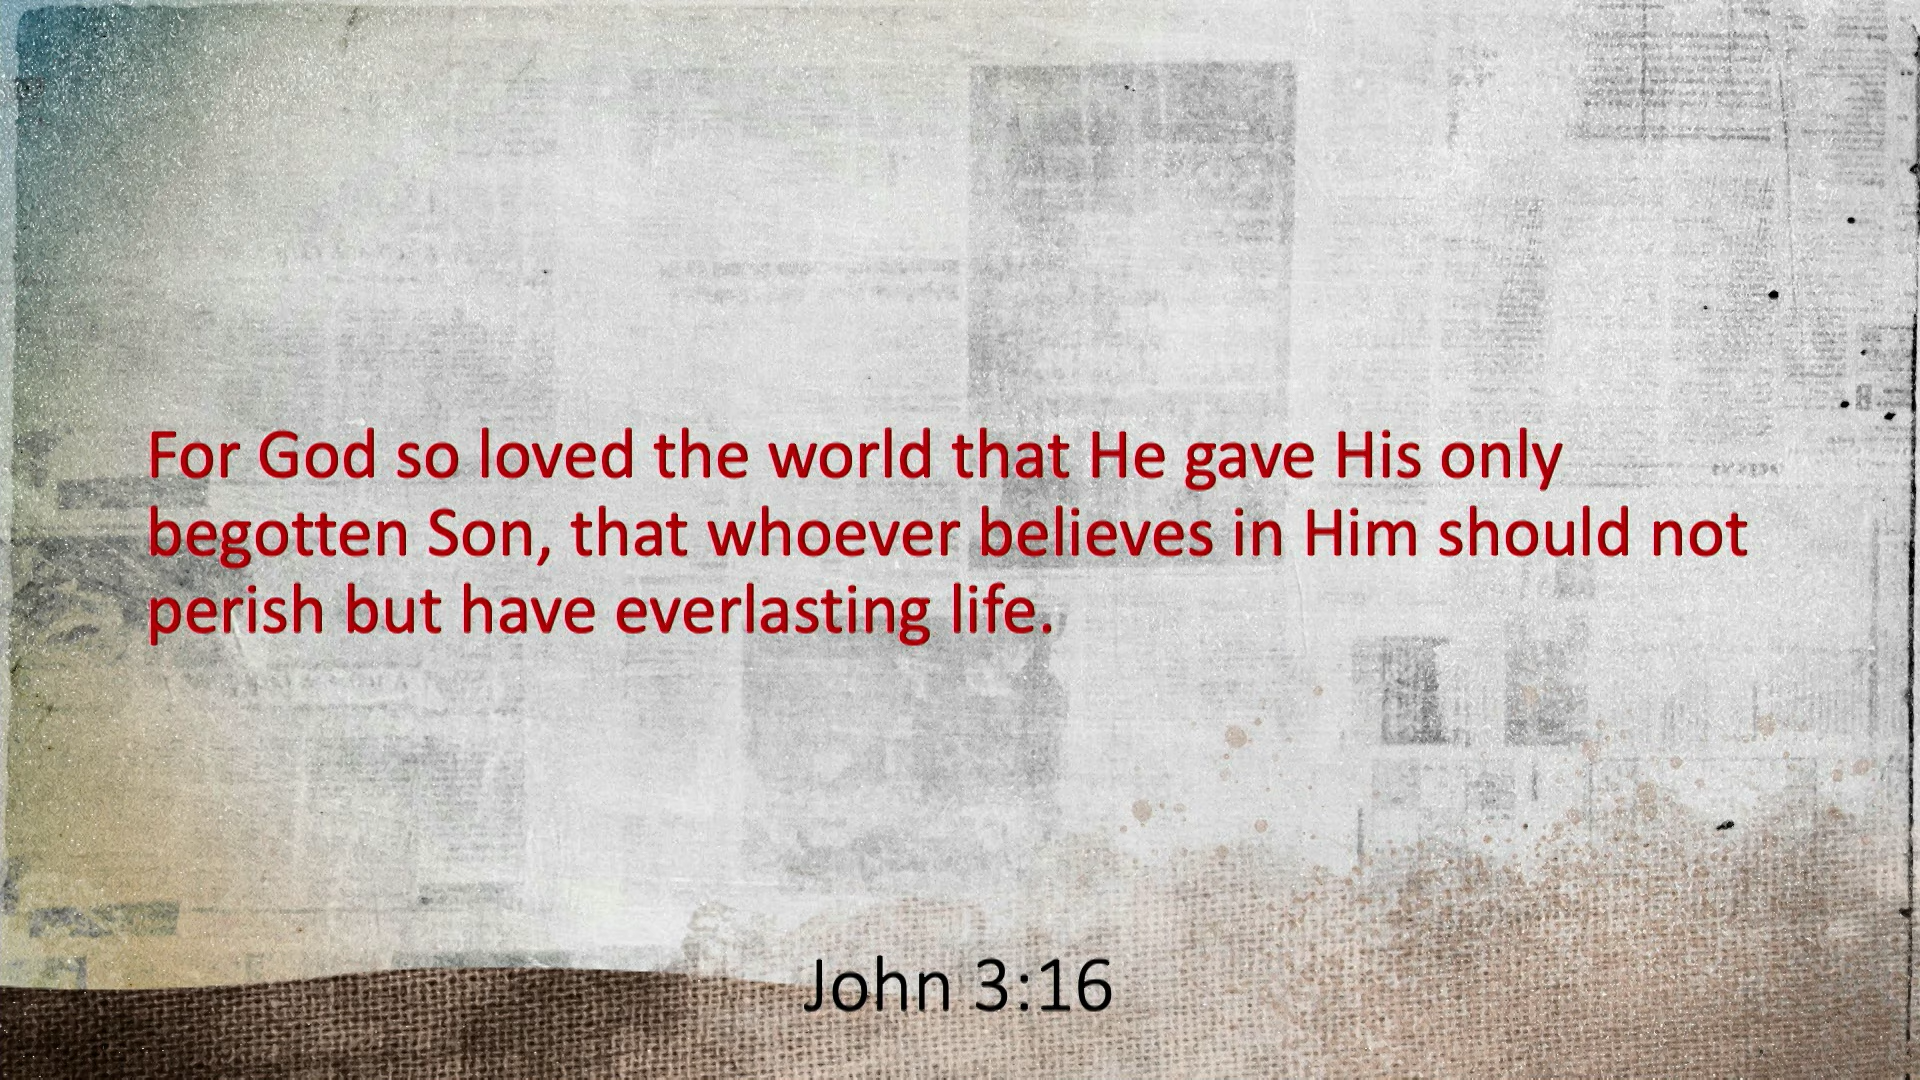 For God so loved the world that He gave His only
begotten Son, that whoever believes in Him should not
perish but have everlasting life.
John 3:16